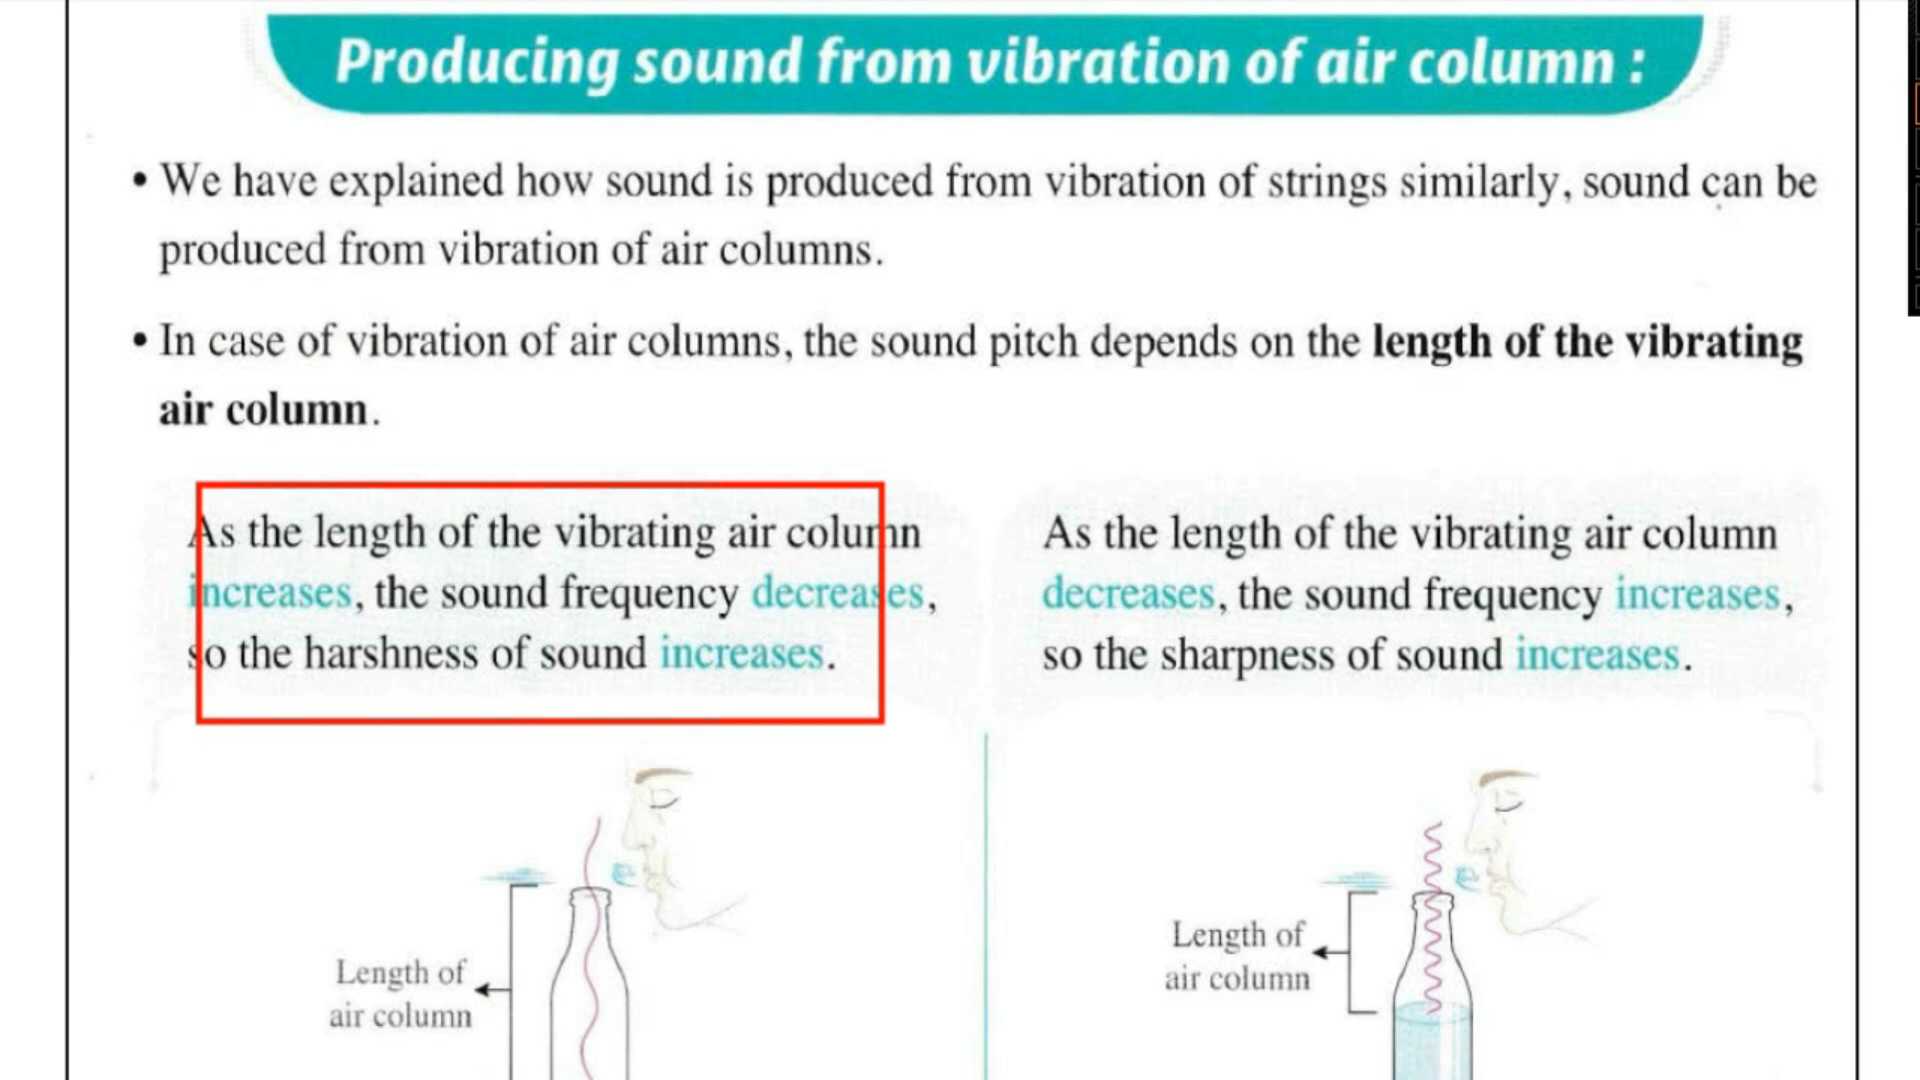 Producing sound from vibration of air column :
• We have explained how sound is produced from vibration of strings similarly, sound can be
produced from vibration of air columns.
• In case of vibration of air columns, the sound pitch depends on the length of the vibrating
air column.
As the length of the vibrating air column
increases, the sound frequency decreases,
so the harshness of sound increases.
As the length of the vibrating air column
decreases, the sound frequency increases,
so the sharpness of sound increases.
Length of
air column
Length of
air column